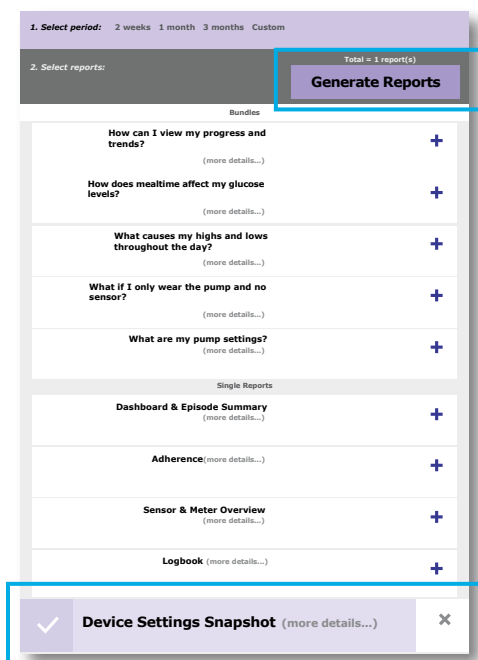 1. Select period: 2 weeks 1 month 3 months Custom
2. Select reports:
Total = 1 report(s)
Generate Reports
Bundles
How can I view my progress and
trends?
(more details...)
How does mealtime affect my glucose
levels?
(more details...)
What causes my highs and lows
throughout the day?
(more details...)
What if I only wear the pump and no
sensor?
(more details...)
What are my pump settings?
(more details...)
Single Reports
Dashboard & Episode Summary
(more details...)
Adherence(more details...)
Sensor & Meter Overview
(more details...)
Logbook (more details...)
Device Settings Snapshot (more details...)